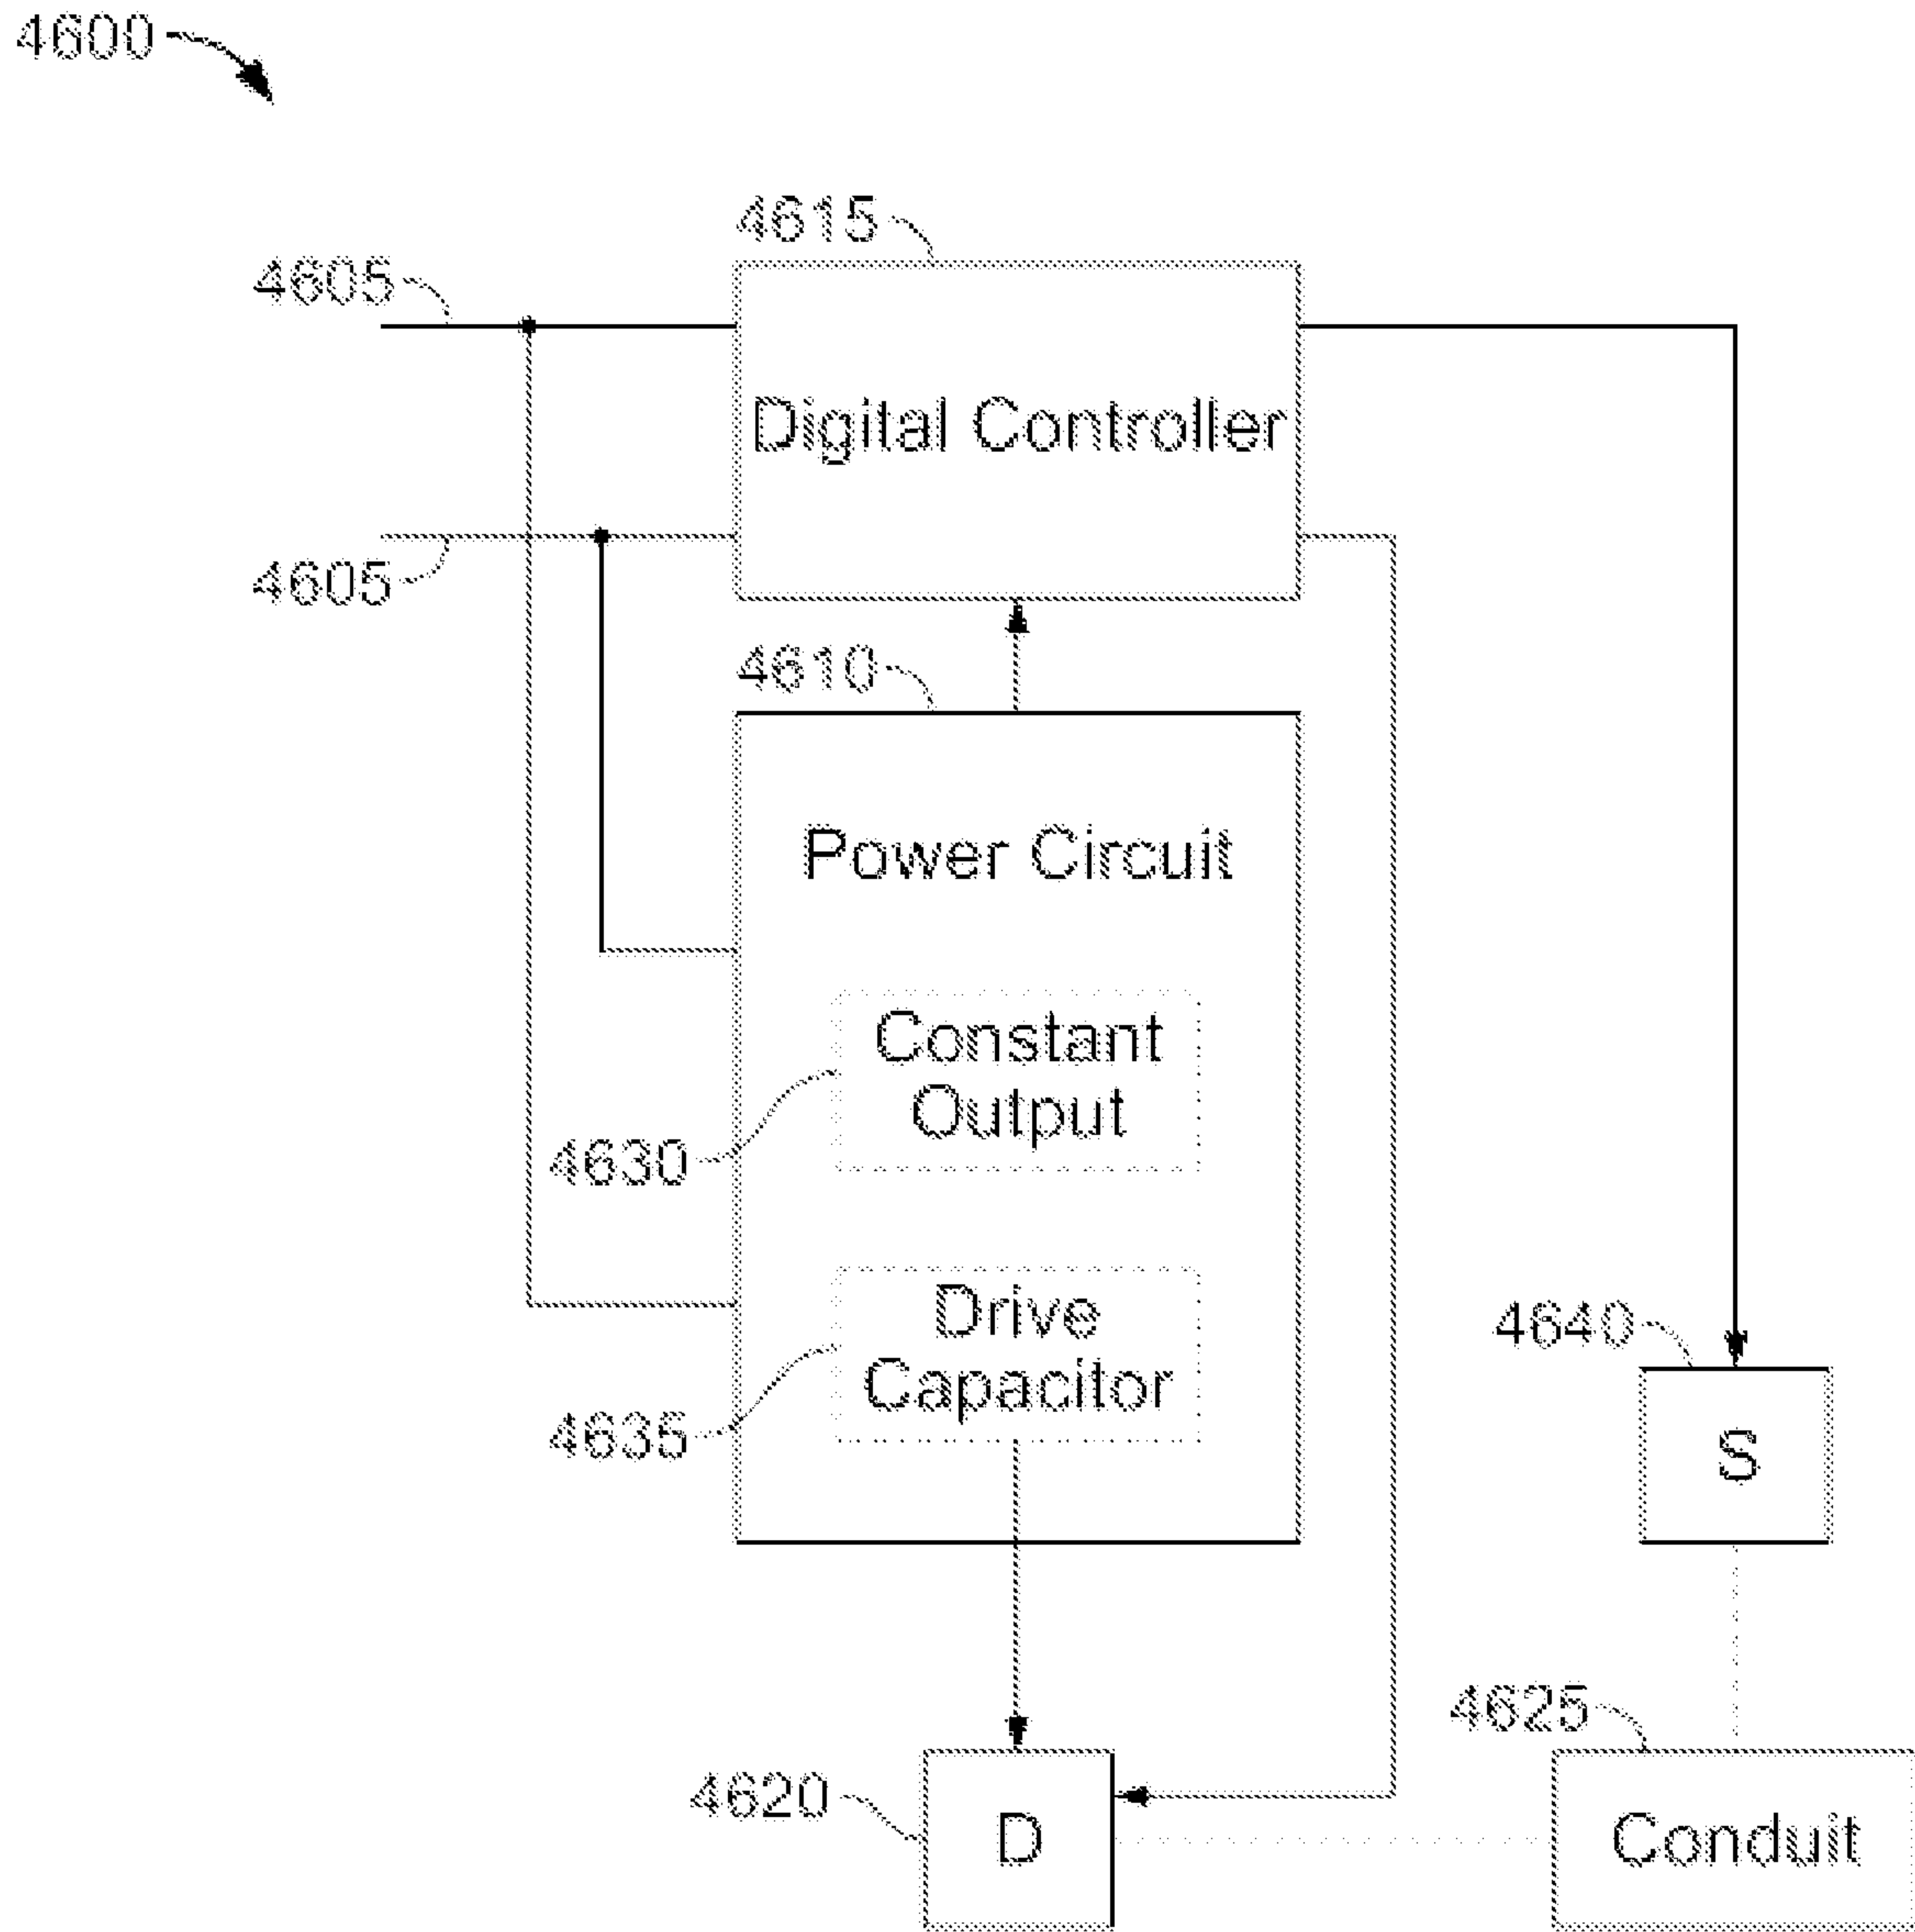 4600
4615
4605
Digital Controller
4605
4610
Power Circuit
Constant
Output
4630
Drive
Capacitor
4635
4640
S
4625
4620
D
Conduit